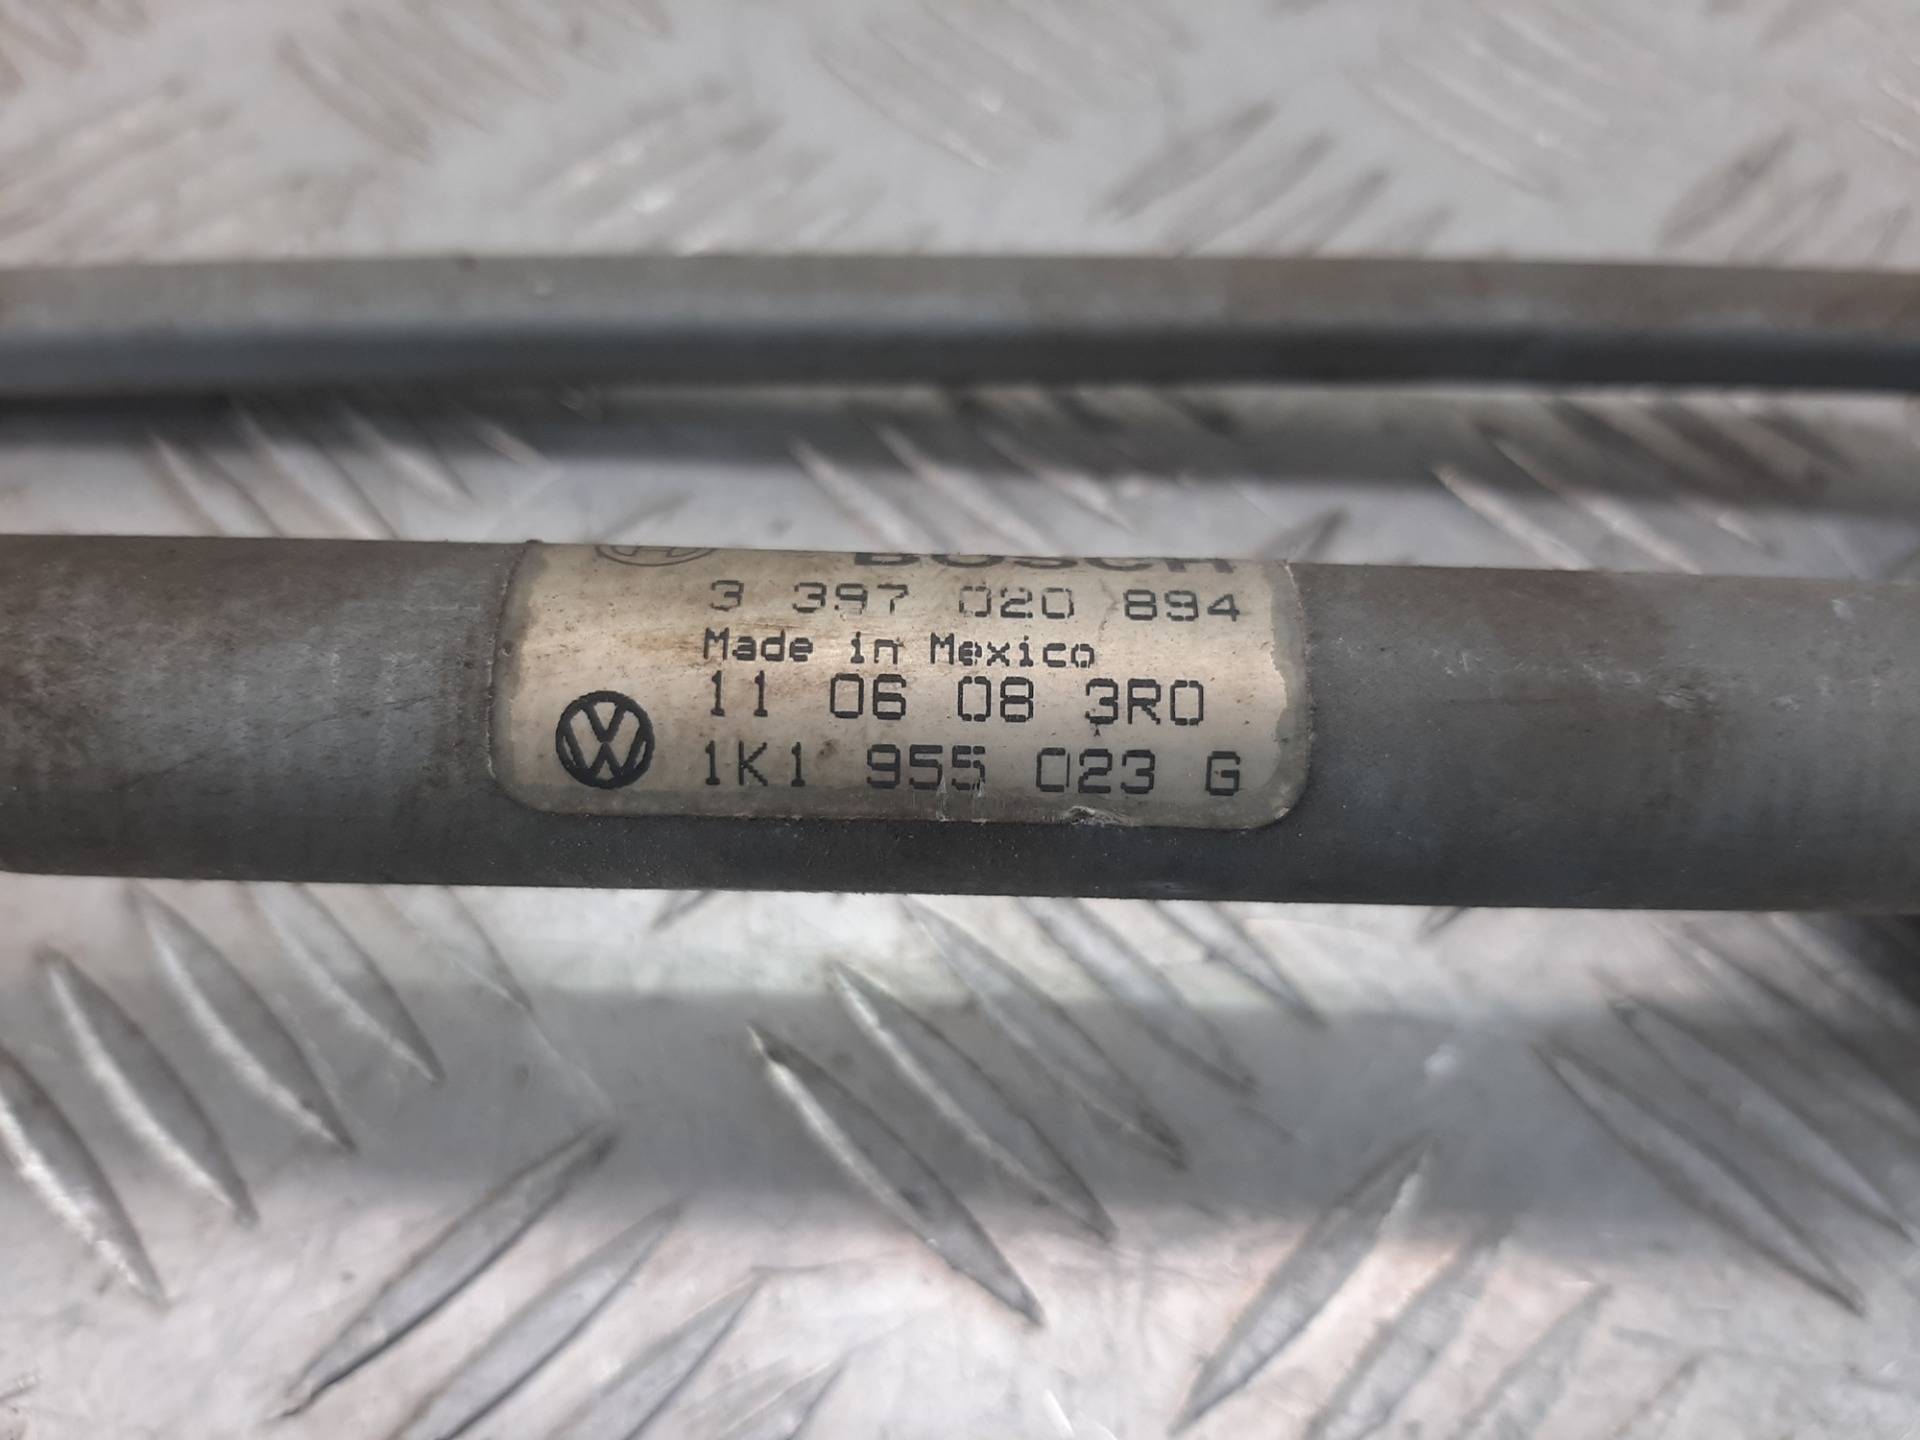 BOSCH
3 397 020 894
Made in Mexico
11 06 08 3R0
1K1 955 023 G